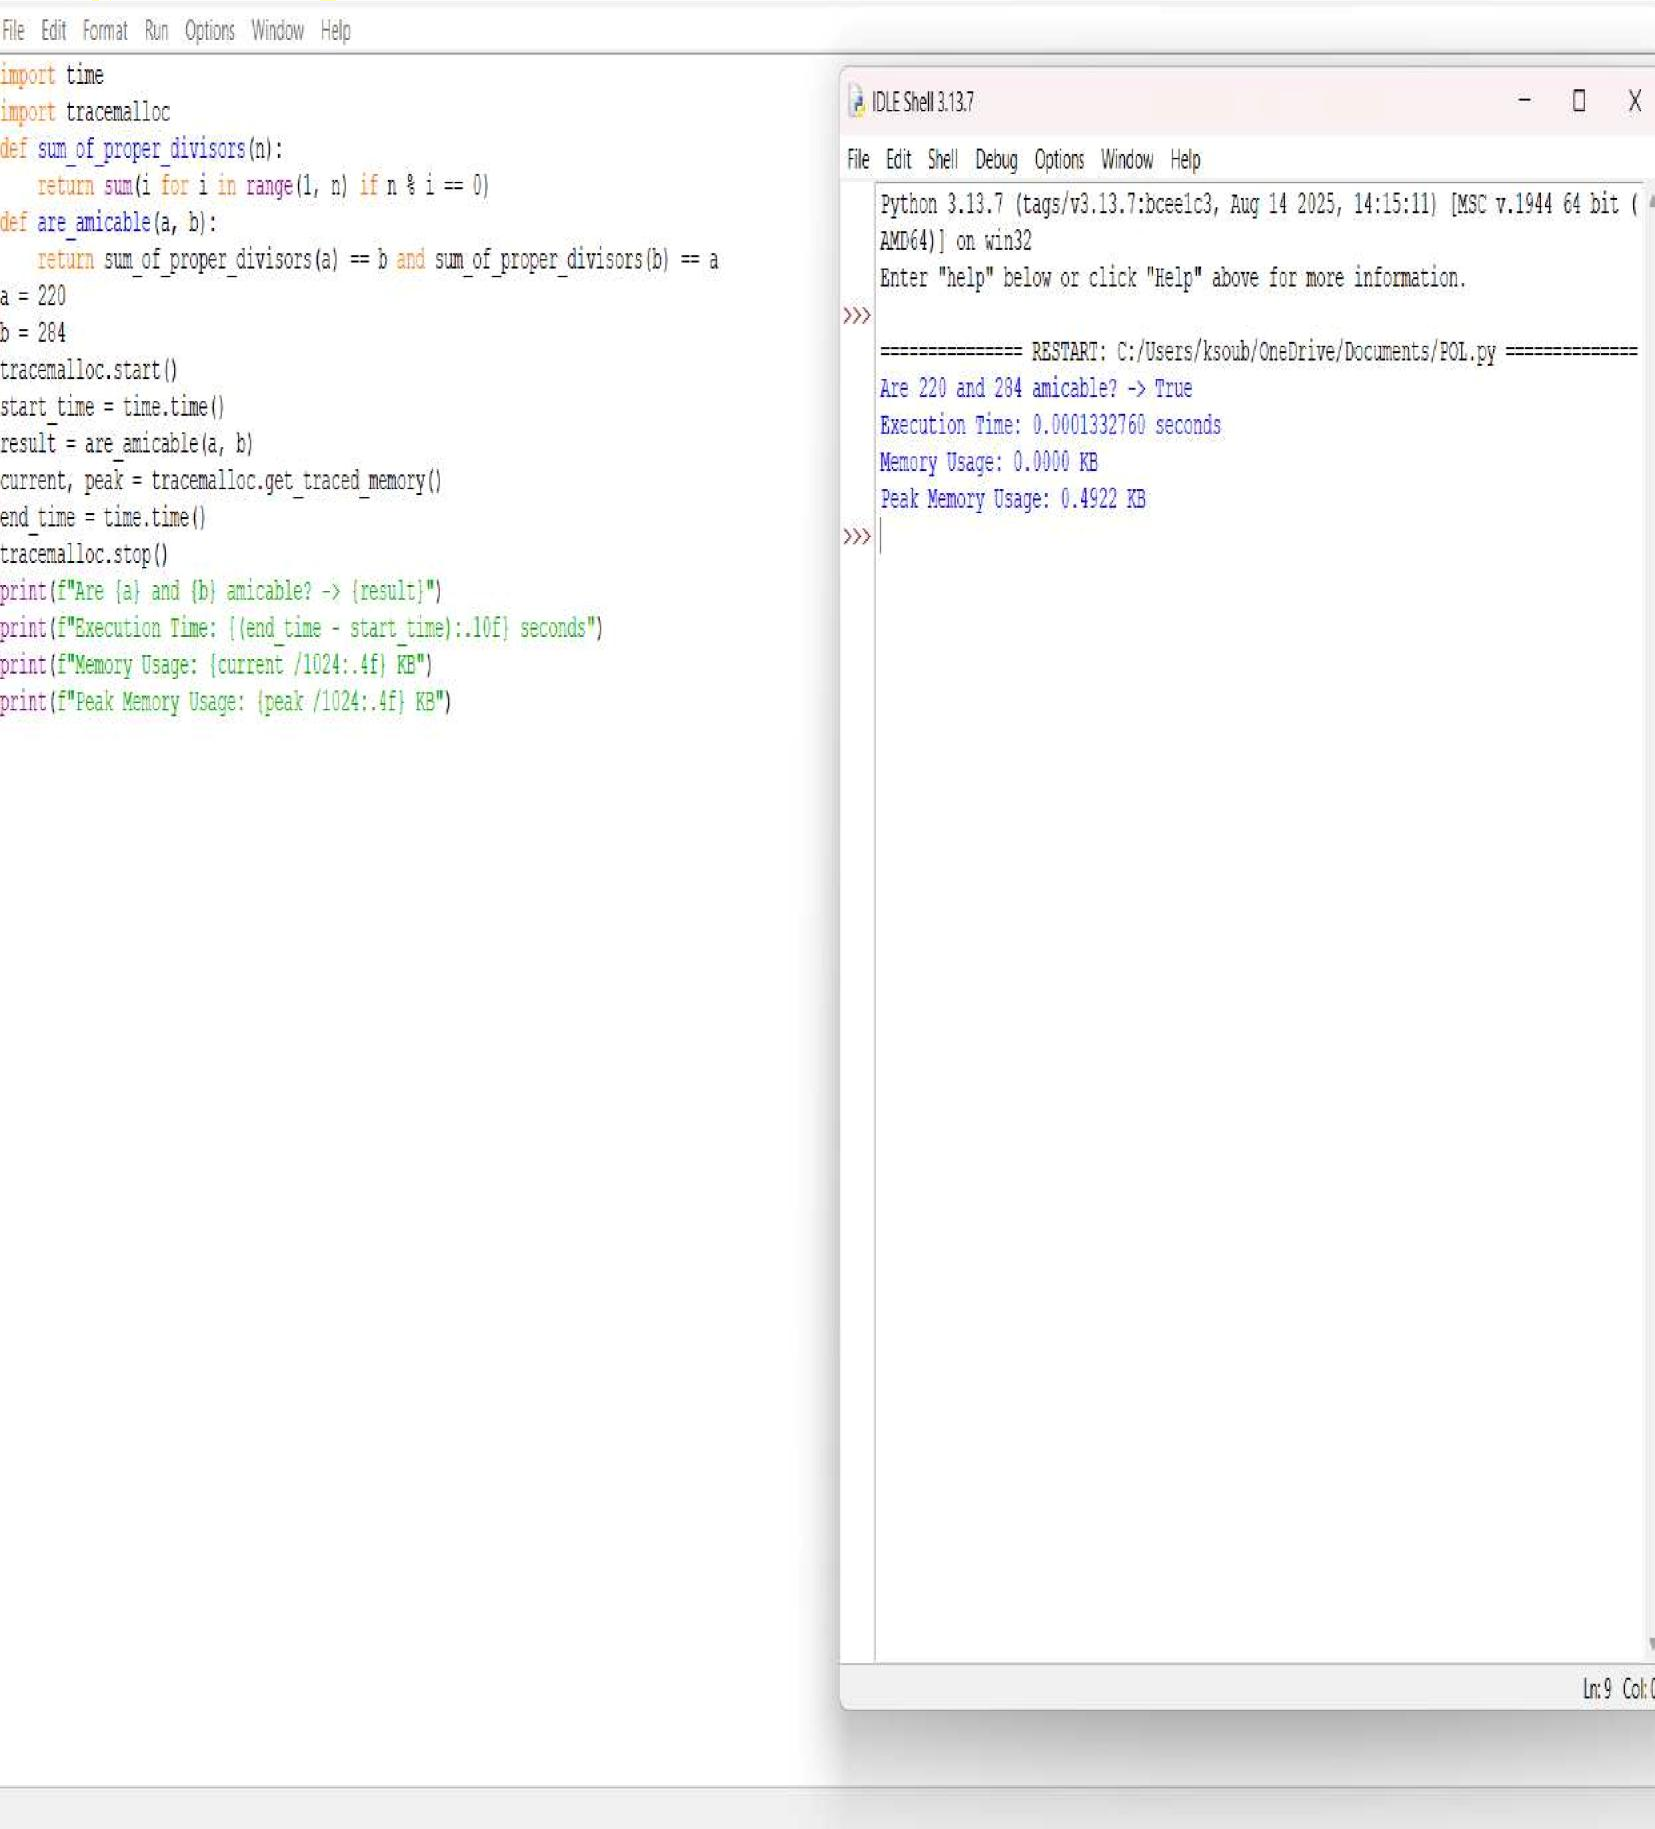 File Edit Format Run Options Window Help
import time
import tracemalloc
def sum_of_proper_divisors(n):
    return sum(i for i in range(1, n) if n % i == 0)
def are_amicable(a, b):
    return sum_of_proper_divisors(a) == b and sum_of_proper_divisors(b) == a
a = 220
b = 284
tracemalloc.start()
start_time = time.time()
result = are_amicable(a, b)
current, peak = tracemalloc.get_traced_memory()
end_time = time.time()
tracemalloc.stop()
print(f"Are {a} and {b} amicable? -> {result}")
print(f"Execution Time: {(end_time - start_time):.10f} seconds")
print(f"Memory Usage: {current /1024:.4f} KB")
print(f"Peak Memory Usage: {peak /1024:.4f} KB")
IDLE Shell 3.13.7
File Edit Shell Debug Options Window Help
Python 3.13.7 (tags/v3.13.7:bcee1c3, Aug 14 2025, 14:15:11) [MSC v.1944 64 bit (
AMD64)] on win32
Enter "help" below or click "Help" above for more information.
>>>
=============== RESTART: C:/Users/ksoub/OneDrive/Documents/POL.py ==============
Are 220 and 284 amicable? -> True
Execution Time: 0.0001332760 seconds
Memory Usage: 0.0000 KB
Peak Memory Usage: 0.4922 KB
>>>
Ln: 9 Col: 0